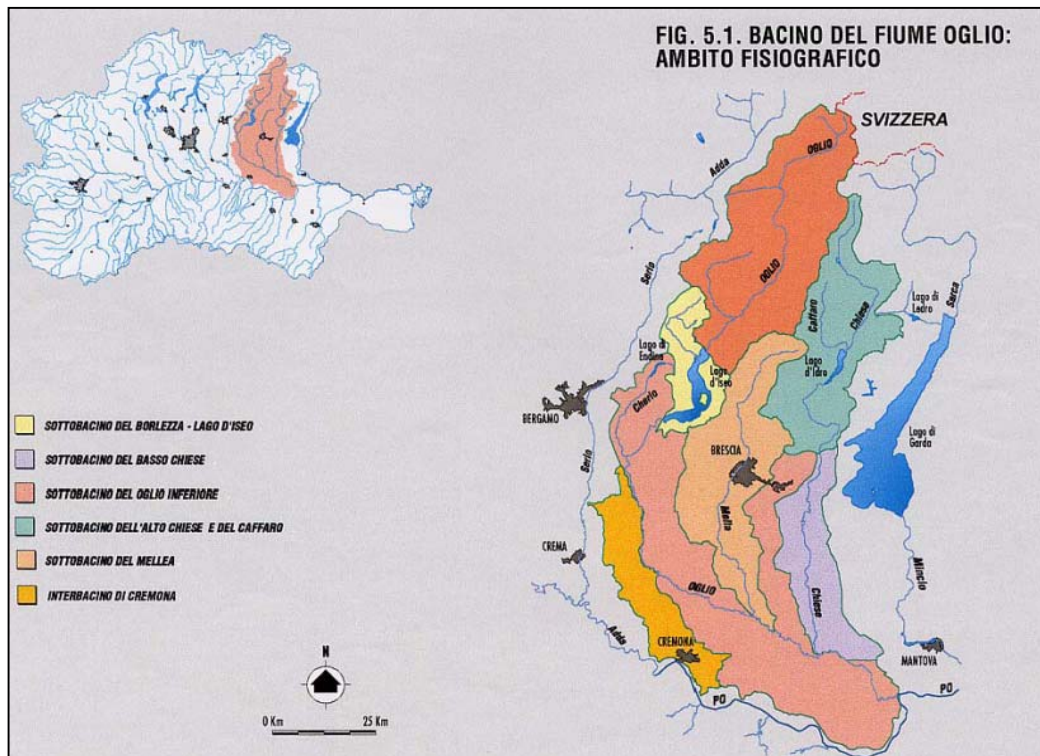 FIG. 5.1. BACINO DEL FIUME OGLIO:
AMBITO FISIOGRAFICO
SVIZZERA
OGLIO
Adda
Serio
OGLIO
Caffaro
Chiese
Lago di
Ledro
Sarca
Lago di
Endine
Lago
d'Iseo
Lago
d'Idro
Cherio
BERGAMO
Lago di
Garda
BRESCIA
Serio
Mella
CREMA
OGLIO
Chiese
Mincio
Adda
CREMONA
MANTOVA
PO
PO
SOTTOBACINO DEL BORLEZZA - LAGO D'ISEO
SOTTOBACINO DEL BASSO CHIESE
SOTTOBACINO DEL OGLIO INFERIORE
SOTTOBACINO DELL'ALTO CHIESE E DEL CAFFARO
SOTTOBACINO DEL MELLEA
INTERBACINO DI CREMONA
N
0 Km 25 Km